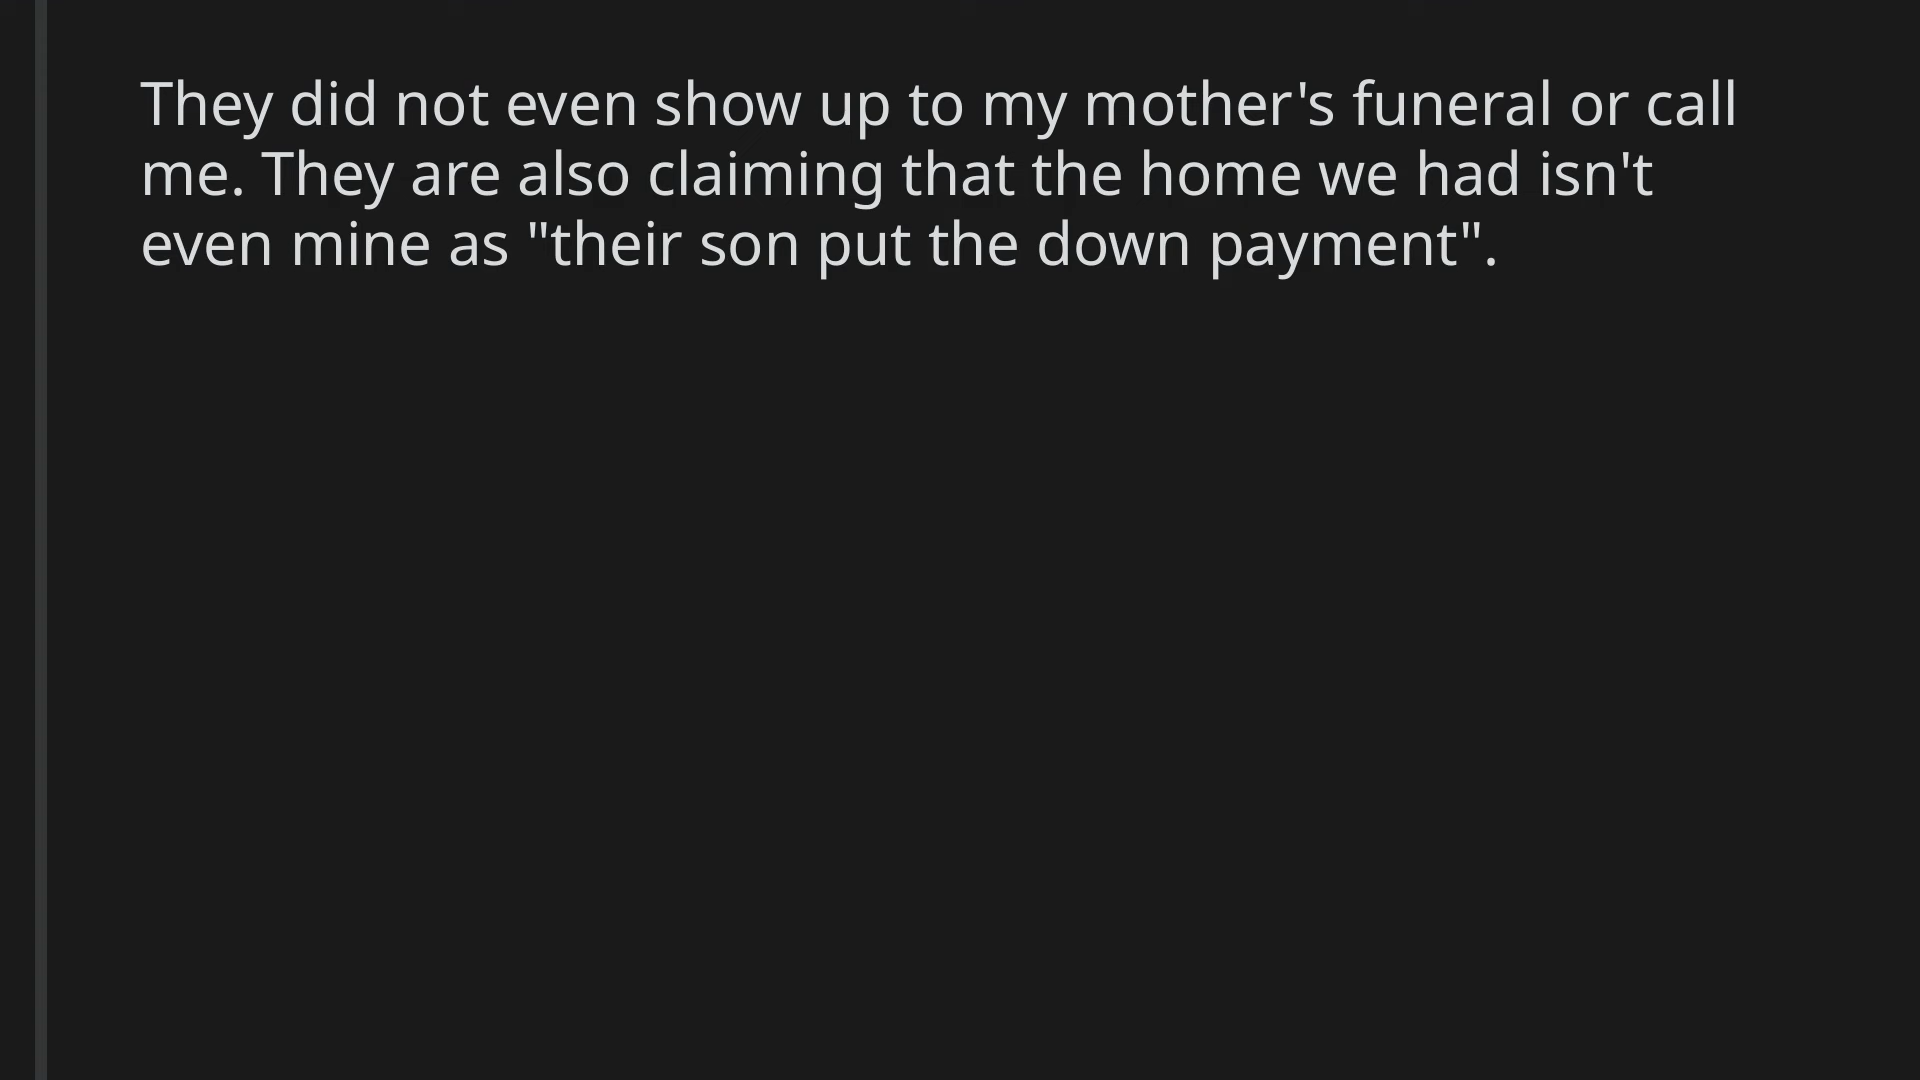 They did not even show up to my mother's funeral or call
me. They are also claiming that the home we had isn't
even mine as "their son put the down payment".